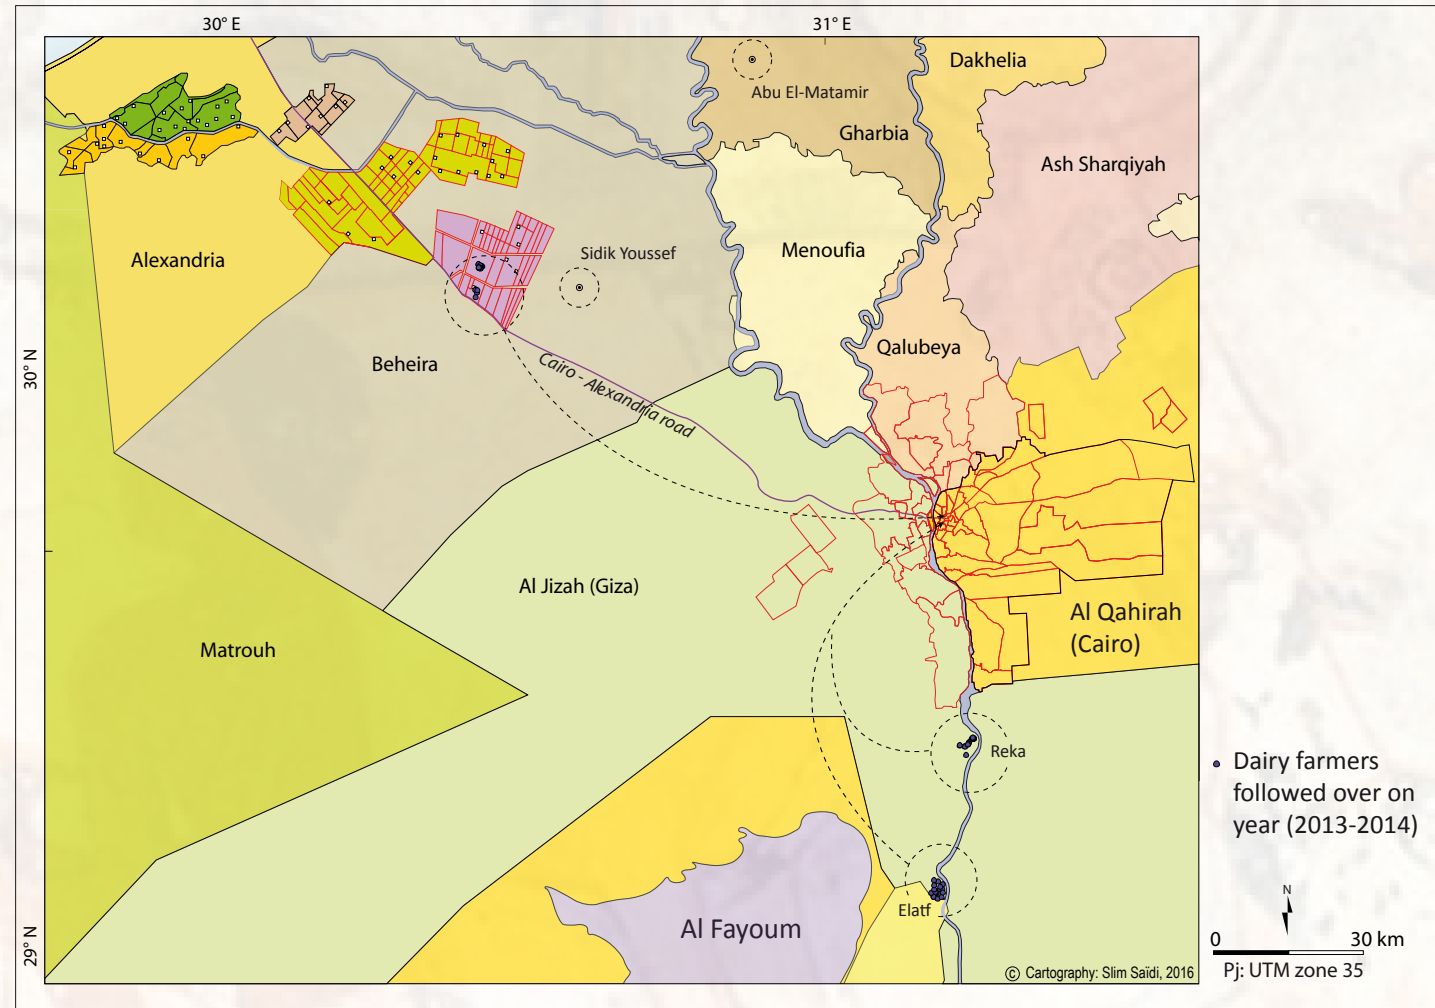 30° E
31° E
Dakhelia
Abu El-Matamir
Gharbia
Ash Sharqiyah
Alexandria
Sidik Youssef
Menoufia
30° N
Beheira
Qalubeya
Cairo - Alexandria road
Al Jizah (Giza)
Al Qahirah
(Cairo)
Matrouh
Reka
Dairy farmers
followed over on
year (2013-2014)
Elatf
Al Fayoum
29° N
N
0 30 km
Pj: UTM zone 35
© Cartography: Slim Saïdi, 2016